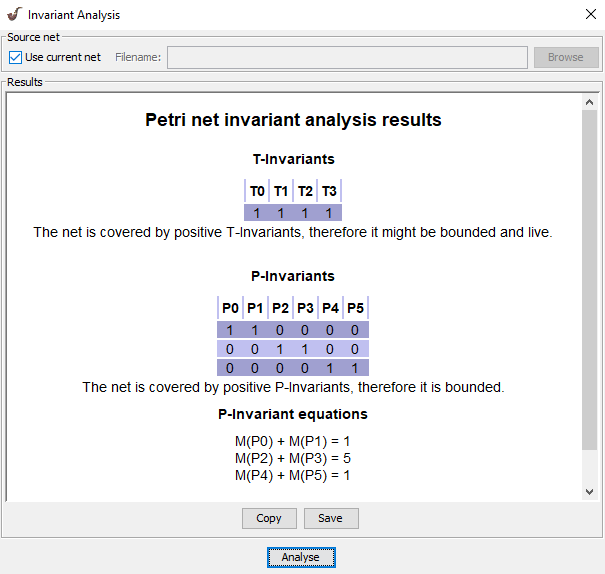 Invariant Analysis
Source net
Use current net Filename: Browse
Results
Petri net invariant analysis results
T-Invariants
T0 T1 T2 T3
1 1 1 1
The net is covered by positive T-Invariants, therefore it might be bounded and live.
P-Invariants
P0 P1 P2 P3 P4 P5
1 1 0 0 0 0
0 0 1 1 0 0
0 0 0 0 1 1
The net is covered by positive P-Invariants, therefore it is bounded.
P-Invariant equations
M(P0) + M(P1) = 1
M(P2) + M(P3) = 5
M(P4) + M(P5) = 1
Copy Save
Analyse